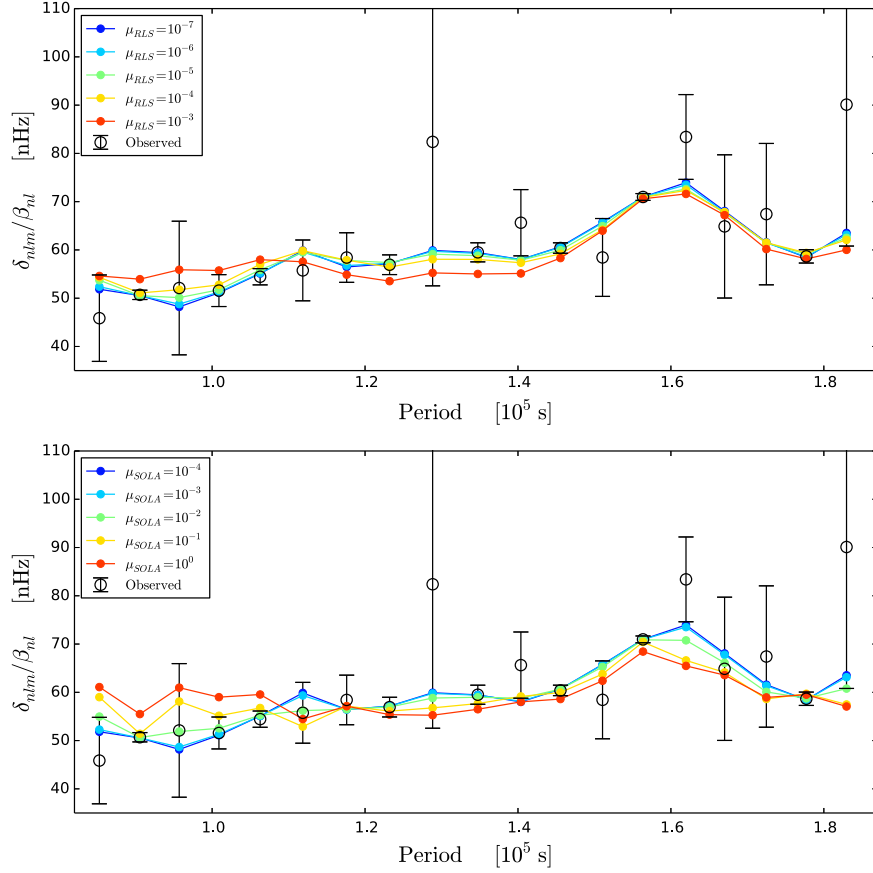 110
100
90
80
70
60
50
40
δ_{nlm}/β_{nl} [nHz]
μ_{RLS}=10^{-7}
μ_{RLS}=10^{-6}
μ_{RLS}=10^{-5}
μ_{RLS}=10^{-4}
μ_{RLS}=10^{-3}
Observed
1.0 1.2 1.4 1.6 1.8
Period [10^5 s]
110
100
90
80
70
60
50
40
δ_{nlm}/β_{nl} [nHz]
μ_{SOLA}=10^{-4}
μ_{SOLA}=10^{-3}
μ_{SOLA}=10^{-2}
μ_{SOLA}=10^{-1}
μ_{SOLA}=10^{0}
Observed
1.0 1.2 1.4 1.6 1.8
Period [10^5 s]